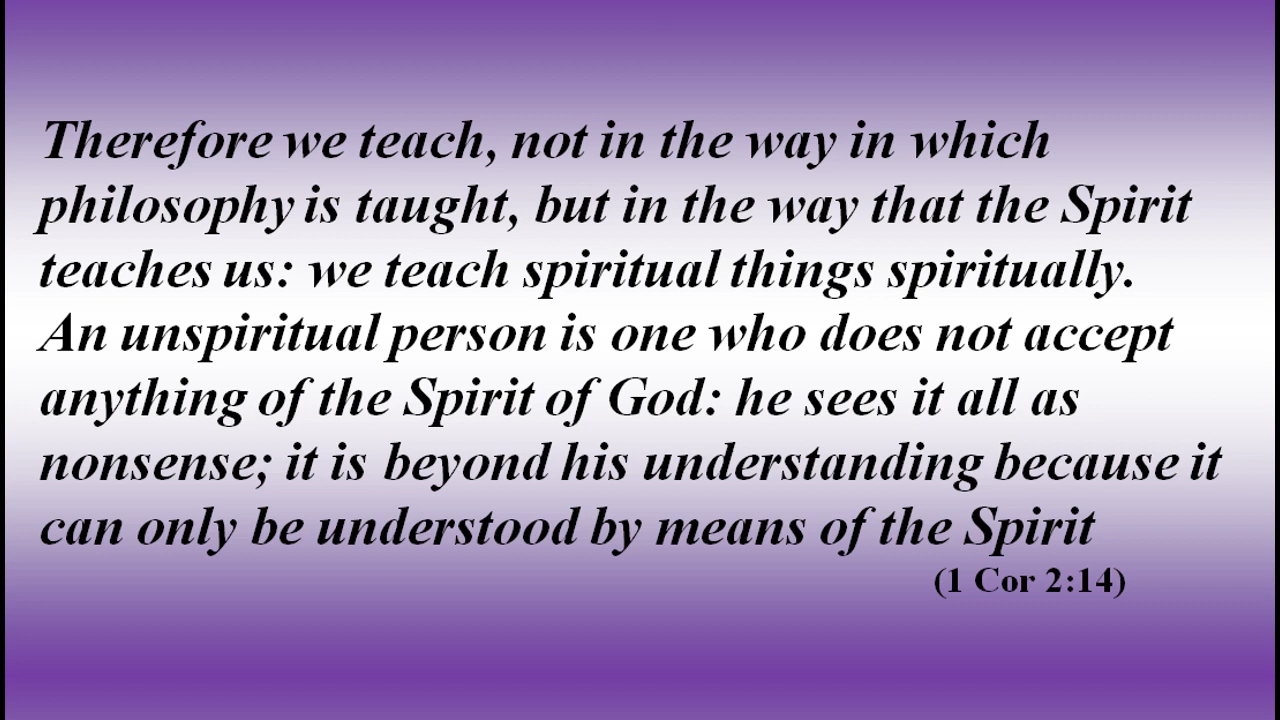 Therefore we teach, not in the way in which
philosophy is taught, but in the way that the Spirit
teaches us: we teach spiritual things spiritually.
An unspiritual person is one who does not accept
anything of the Spirit of God: he sees it all as
nonsense; it is beyond his understanding because it
can only be understood by means of the Spirit
(1 Cor 2:14)